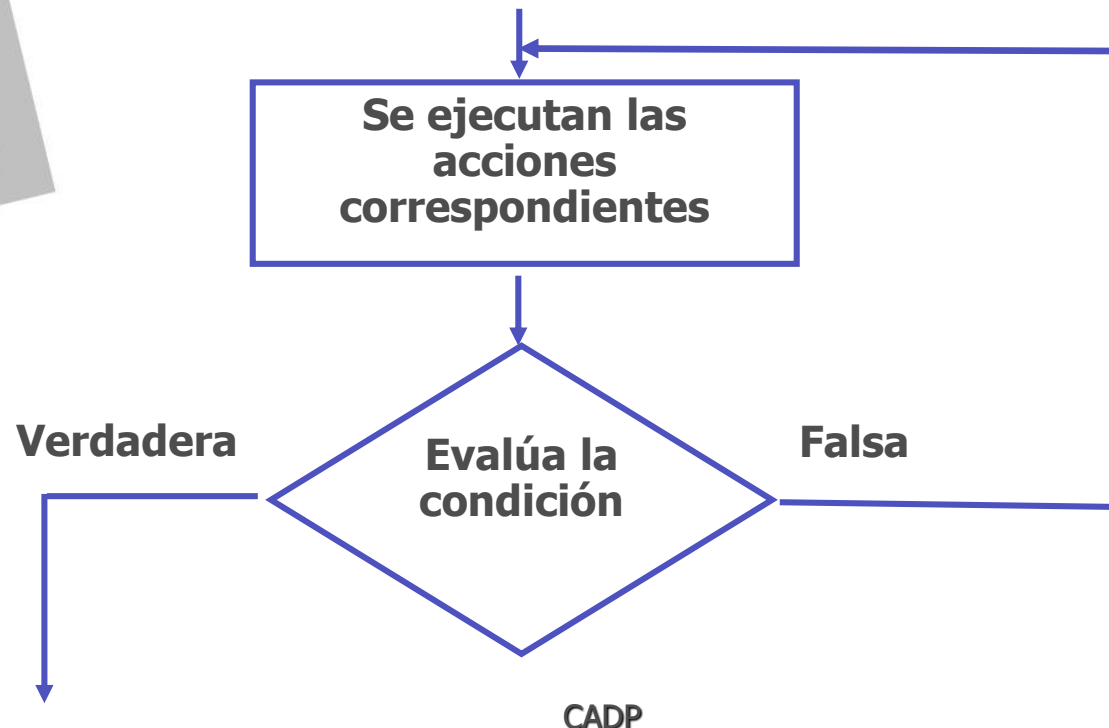 Se ejecutan las
acciones
correspondientes
Verdadera
Evalúa la
condición
Falsa
CADP